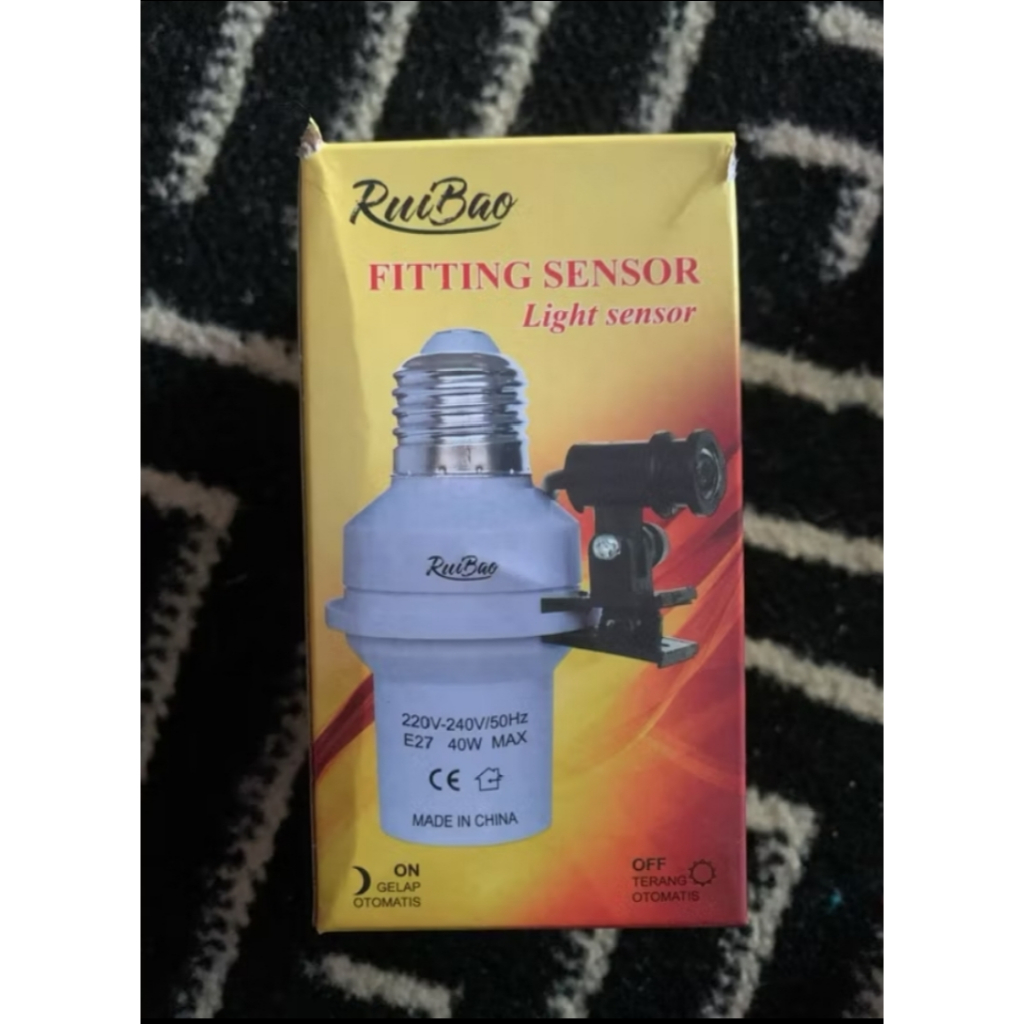 RuiBao
FITTING SENSOR
Light sensor
RuiBao
220V-240V/50Hz
E27 40W MAX
CE
MADE IN CHINA
ON
GELAP
OTOMATIS
OFF
TERANG
OTOMATIS